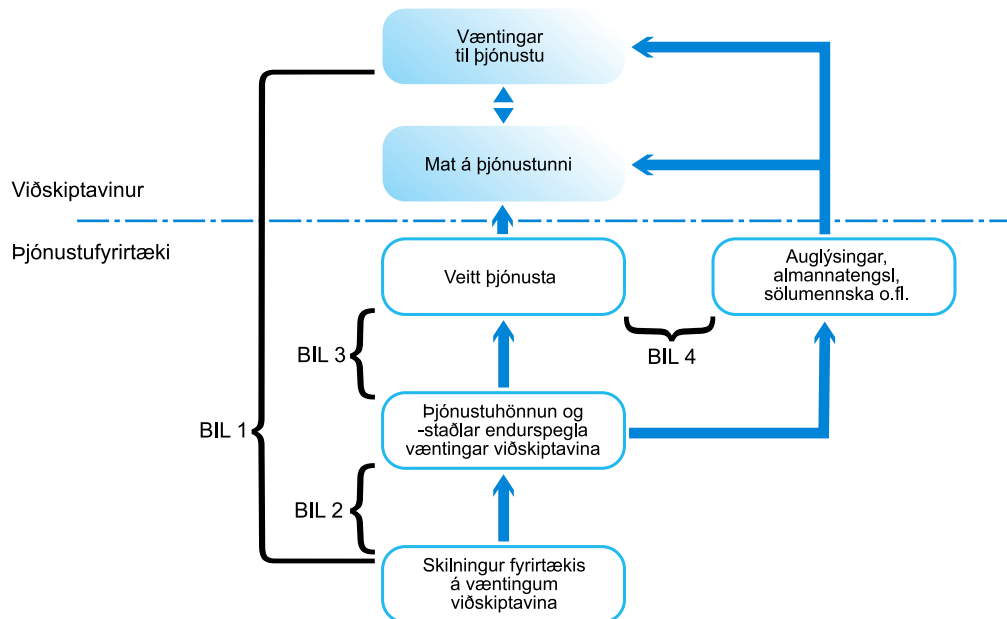 Væntingar
til þjónustu
Mat á þjónustunni
Viðskiptavinur
Þjónustufyrirtæki
Veitt þjónusta
Auglýsingar,
almannatengsl,
sölumennska o.fl.
BIL 3
BIL 4
Þjónustuhönnun og
-staðlar endurspegla
væntingar viðskiptavina
BIL 1
BIL 2
Skilningur fyrirtækis
á væntingum
viðskiptavina